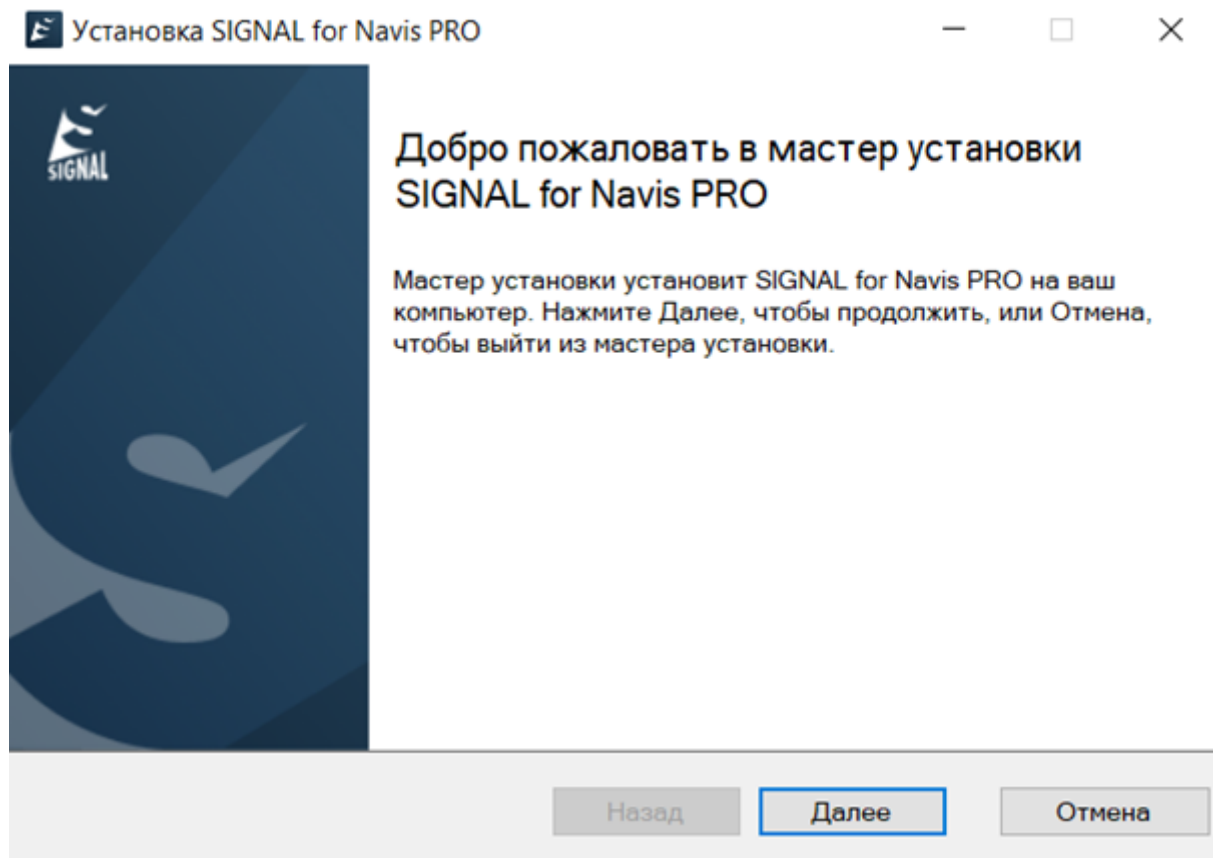 Установка SIGNAL for Navis PRO
SIGNAL
Добро пожаловать в мастер установки
SIGNAL for Navis PRO
Мастер установки установит SIGNAL for Navis PRO на ваш
компьютер. Нажмите Далее, чтобы продолжить, или Отмена,
чтобы выйти из мастера установки.
Назад
Далее
Отмена